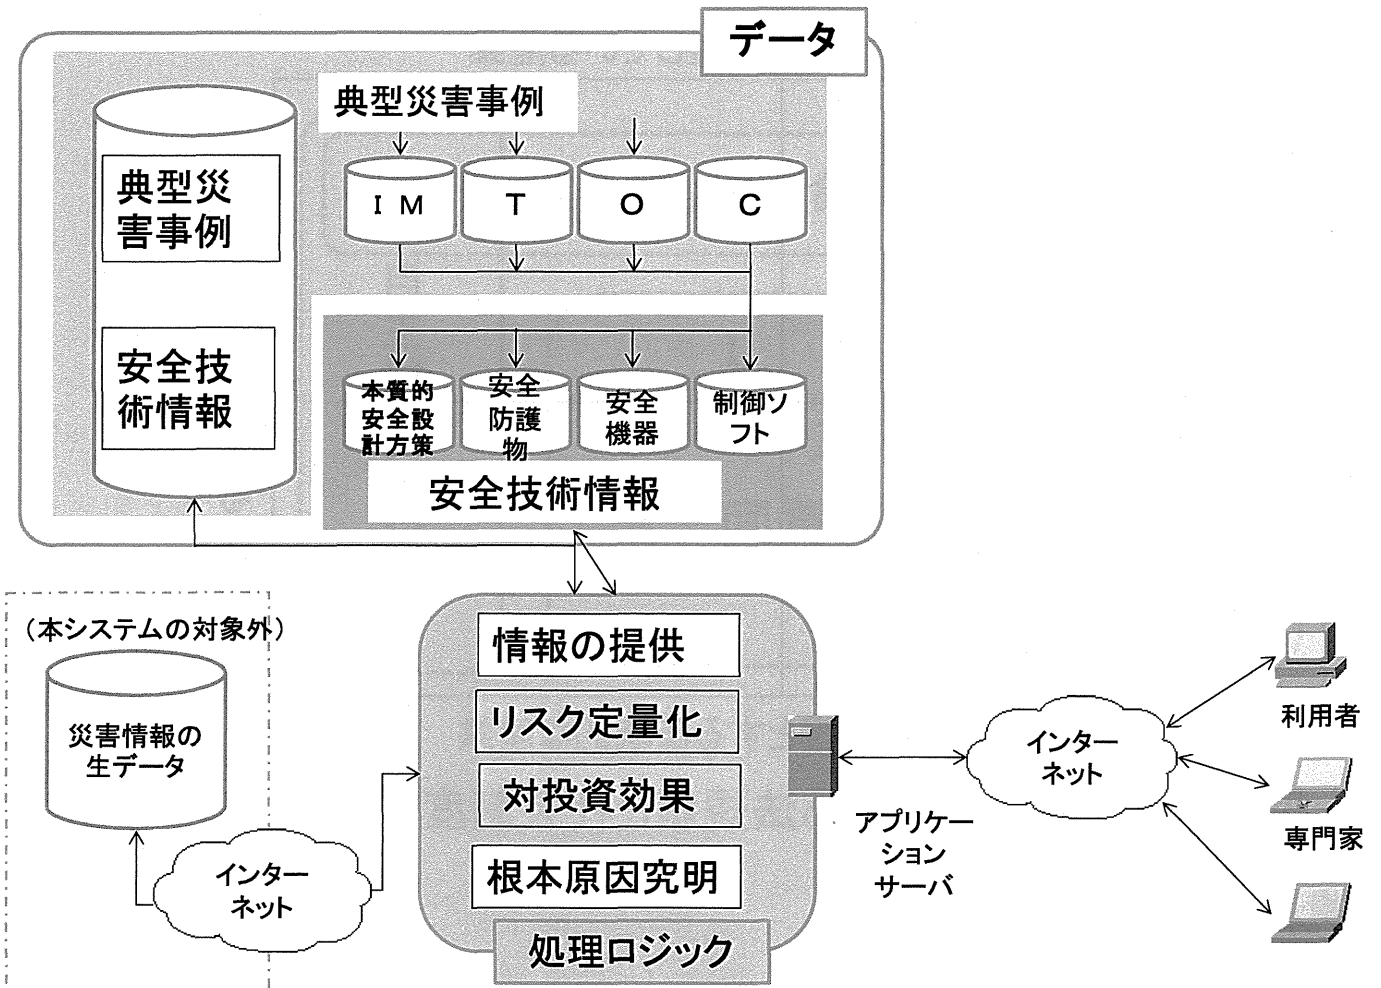 データ
典型災害事例
典型災
害事例
ＩＭ
Ｔ
Ｏ
Ｃ
安全技
術情報
本質的
安全設
計方策
安全
防護
物
安全
機器
制御ソ
フト
安全技術情報
（本システムの対象外）
災害情報の
生データ
インター
ネット
情報の提供
リスク定量化
対投資効果
根本原因究明
処理ロジック
アプリケー
ション
サーバ
インター
ネット
利用者
専門家